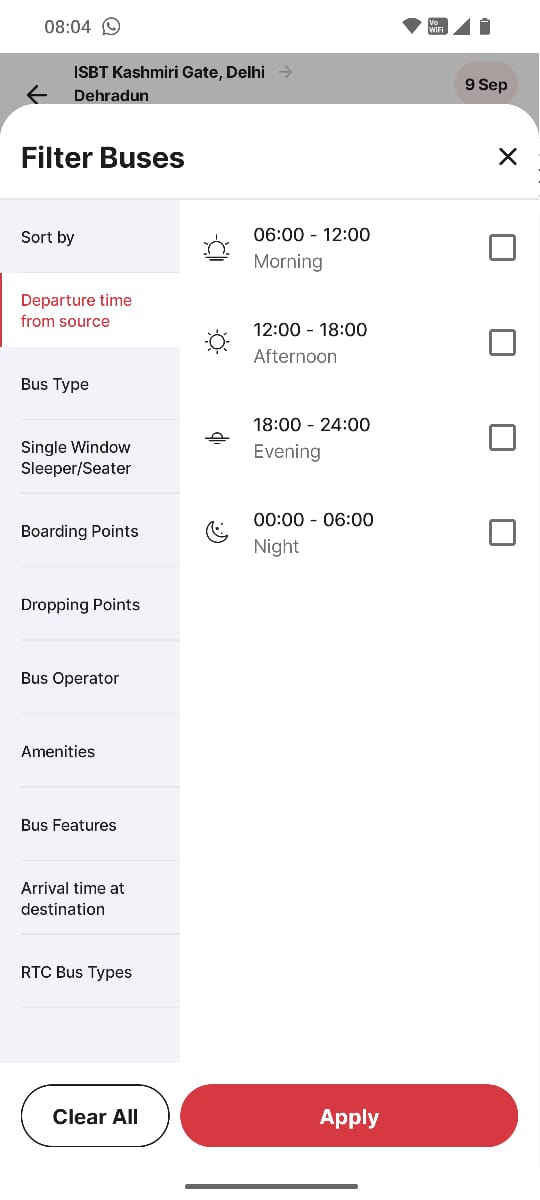 08:04
Vo
WiFi
ISBT Kashmiri Gate, Delhi
Dehradun
9 Sep
Filter Buses
Sort by
Departure time
from source
Bus Type
Single Window
Sleeper/Seater
Boarding Points
Dropping Points
Bus Operator
Amenities
Bus Features
Arrival time at
destination
RTC Bus Types
06:00 - 12:00
Morning
12:00 - 18:00
Afternoon
18:00 - 24:00
Evening
00:00 - 06:00
Night
Clear All
Apply